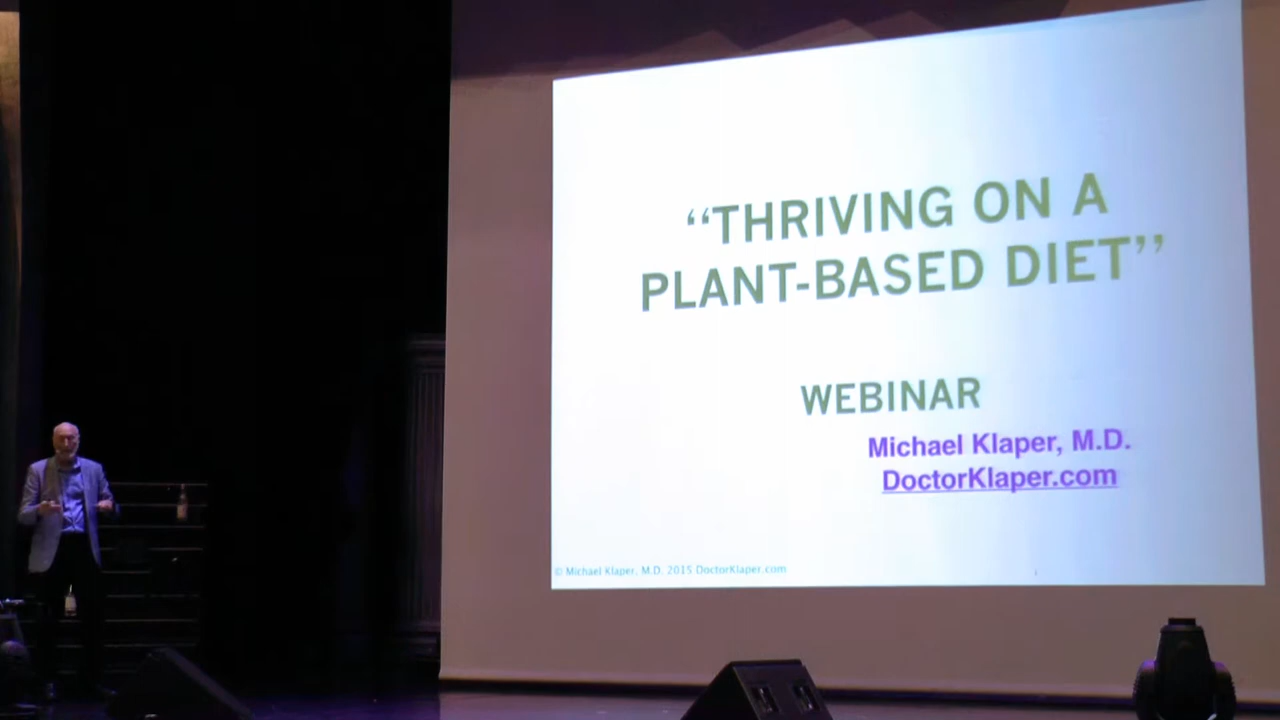 ‘‘THRIVING ON A
PLANT-BASED DIET’’
WEBINAR
Michael Klaper, M.D.
DoctorKlaper.com
© Michael Klaper, M.D. 2015 DoctorKlaper.com